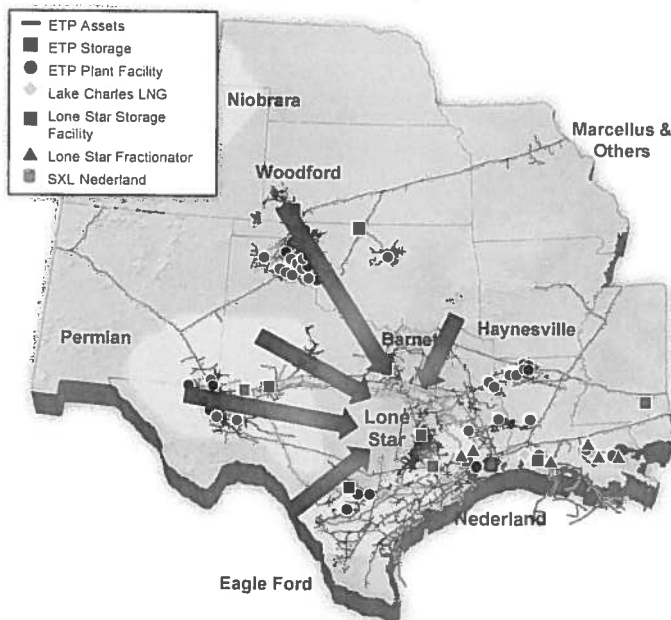 ETP Assets
ETP Storage
ETP Plant Facility
Lake Charles LNG
Lone Star Storage
Facility
Lone Star Fractionator
SXL Nederland
Niobrara
Marcellus &
Others
Woodford
Permian
Barnet
Haynesville
Lone
Star
Nederland
Eagle Ford